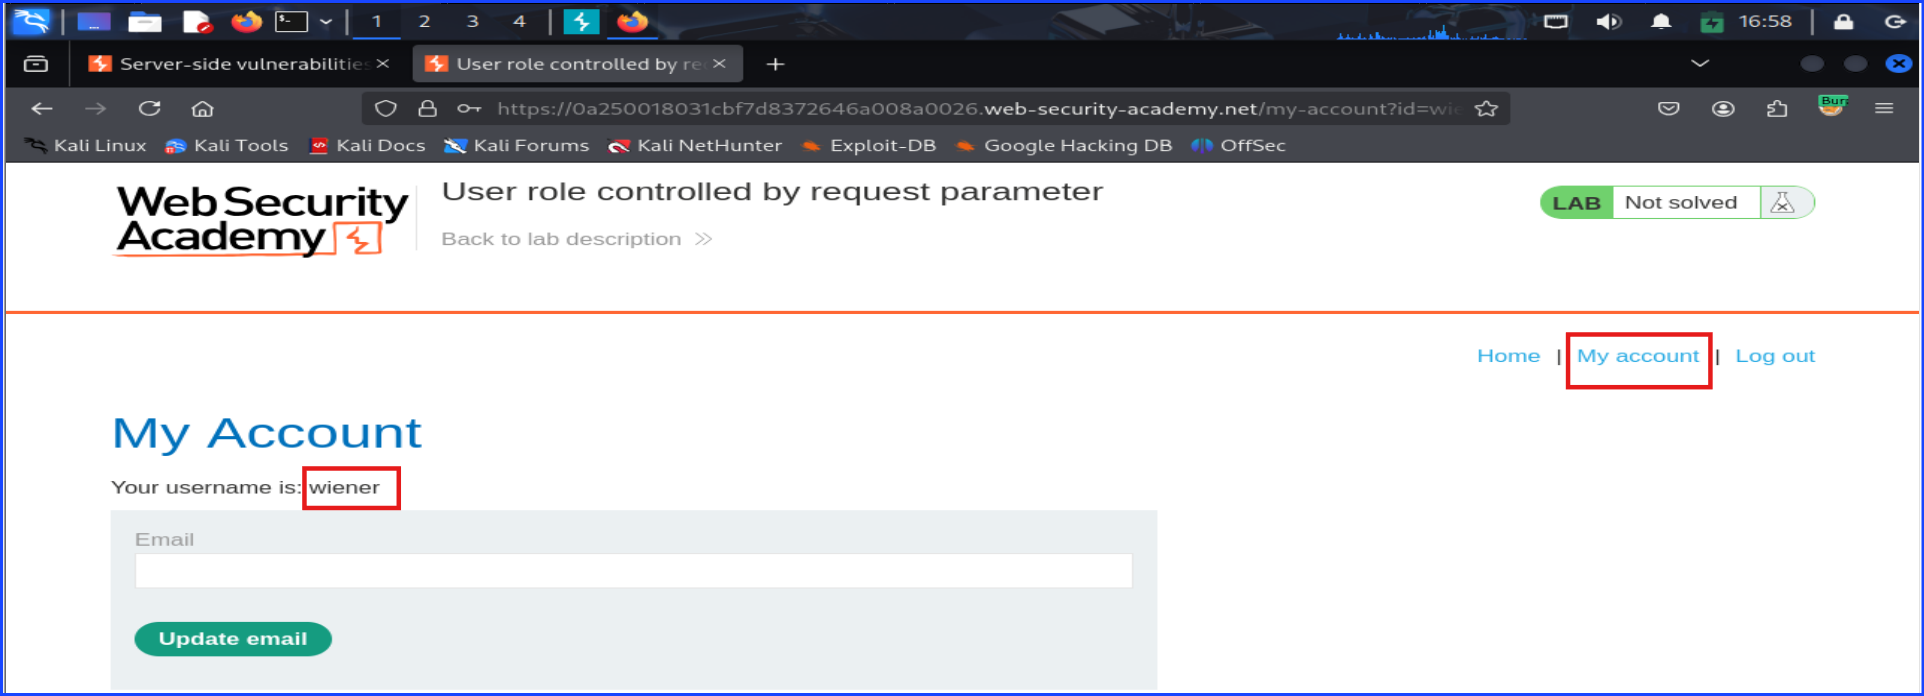 1 2 3 4 16:58
Server-side vulnerabilities × User role controlled by re × +
https://0a250018031cbf7d8372646a008a0026.web-security-academy.net/my-account?id=wie
Kali Linux Kali Tools Kali Docs Kali Forums Kali NetHunter Exploit-DB Google Hacking DB OffSec
Web Security
Academy
User role controlled by request parameter
Back to lab description
LAB Not solved
Home | My account | Log out
My Account
Your username is: wiener
Email
Update email